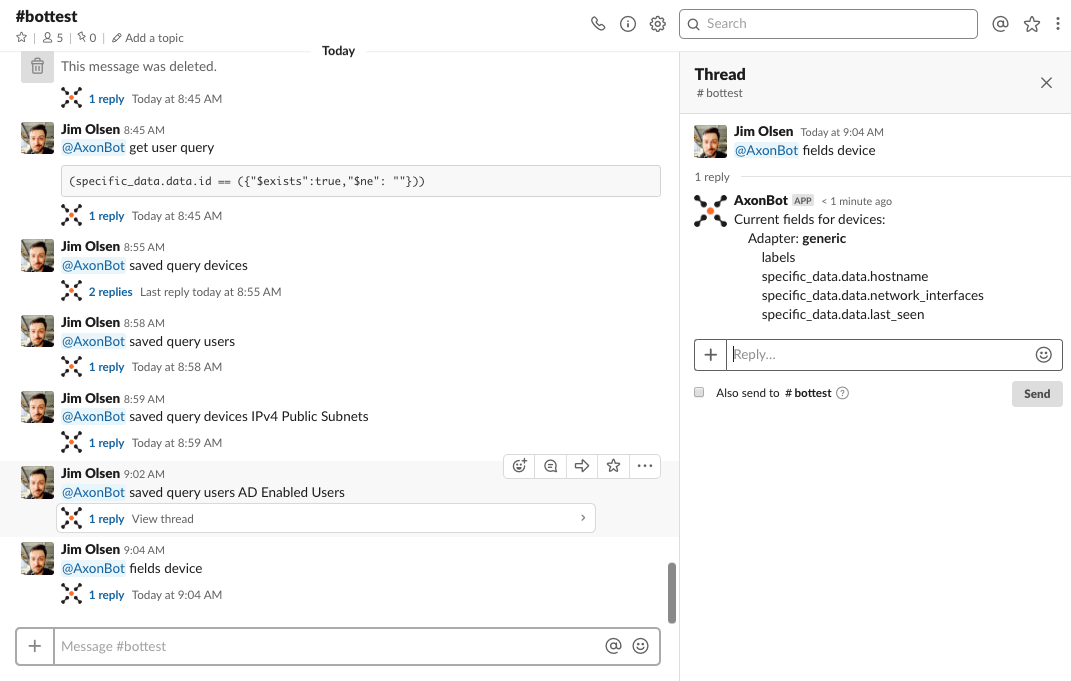 #bottest
5 | 0 | Add a topic
Search
Today
This message was deleted.
1 reply Today at 8:45 AM
Jim Olsen 8:45 AM
@AxonBot get user query
(specific_data.data.id == ({"$exists":true,"$ne": ""}))
1 reply Today at 8:45 AM
Jim Olsen 8:55 AM
@AxonBot saved query devices
2 replies Last reply today at 8:55 AM
Jim Olsen 8:58 AM
@AxonBot saved query users
1 reply Today at 8:58 AM
Jim Olsen 8:59 AM
@AxonBot saved query devices IPv4 Public Subnets
1 reply Today at 8:59 AM
Jim Olsen 9:02 AM
@AxonBot saved query users AD Enabled Users
1 reply View thread
Jim Olsen 9:04 AM
@AxonBot fields device
1 reply Today at 9:04 AM
Message #bottest
Thread
# bottest
Jim Olsen Today at 9:04 AM
@AxonBot fields device
1 reply
AxonBot APP < 1 minute ago
Current fields for devices:
Adapter: generic
labels
specific_data.data.hostname
specific_data.data.network_interfaces
specific_data.data.last_seen
Reply...
Also send to # bottest
Send